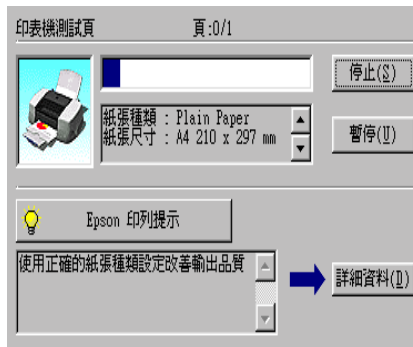 印表機測試頁 頁:0/1
停止(S)
紙張種類 : Plain Paper
紙張尺寸 : A4 210 x 297 mm
暫停(U)
Epson 印列提示
使用正確的紙張種類設定改善輸出品質
詳細資料(D)